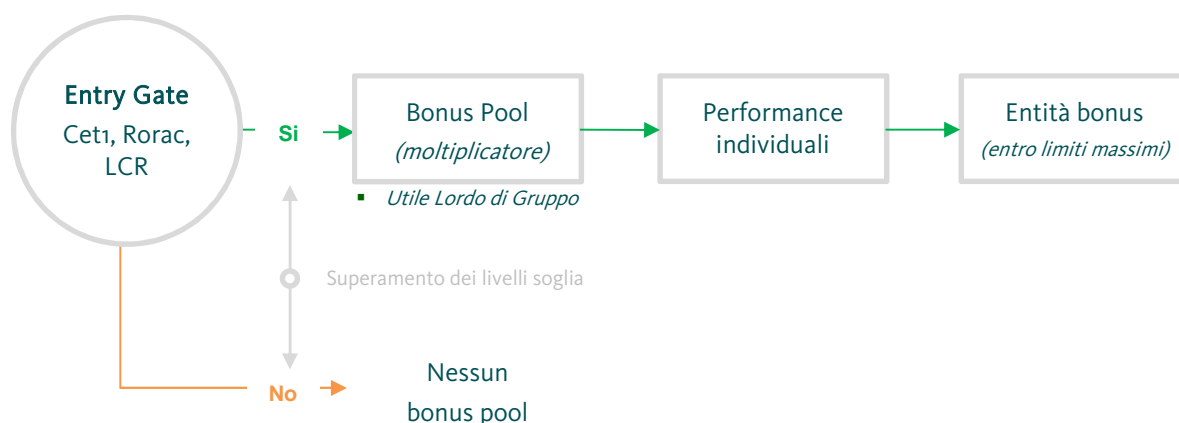 Entry Gate
Cet1, Rorac,
LCR
Si
Bonus Pool
(moltiplicatore)
▪ Utile Lordo di Gruppo
Performance
individuali
Entità bonus
(entro limiti massimi)
Superamento dei livelli soglia
No
Nessun
bonus pool